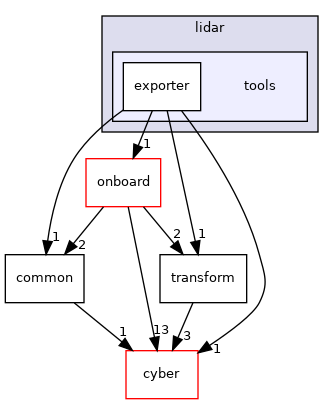 lidar
exporter
tools
1
onboard
1
2
2
1
common
transform
1
13
3
1
cyber